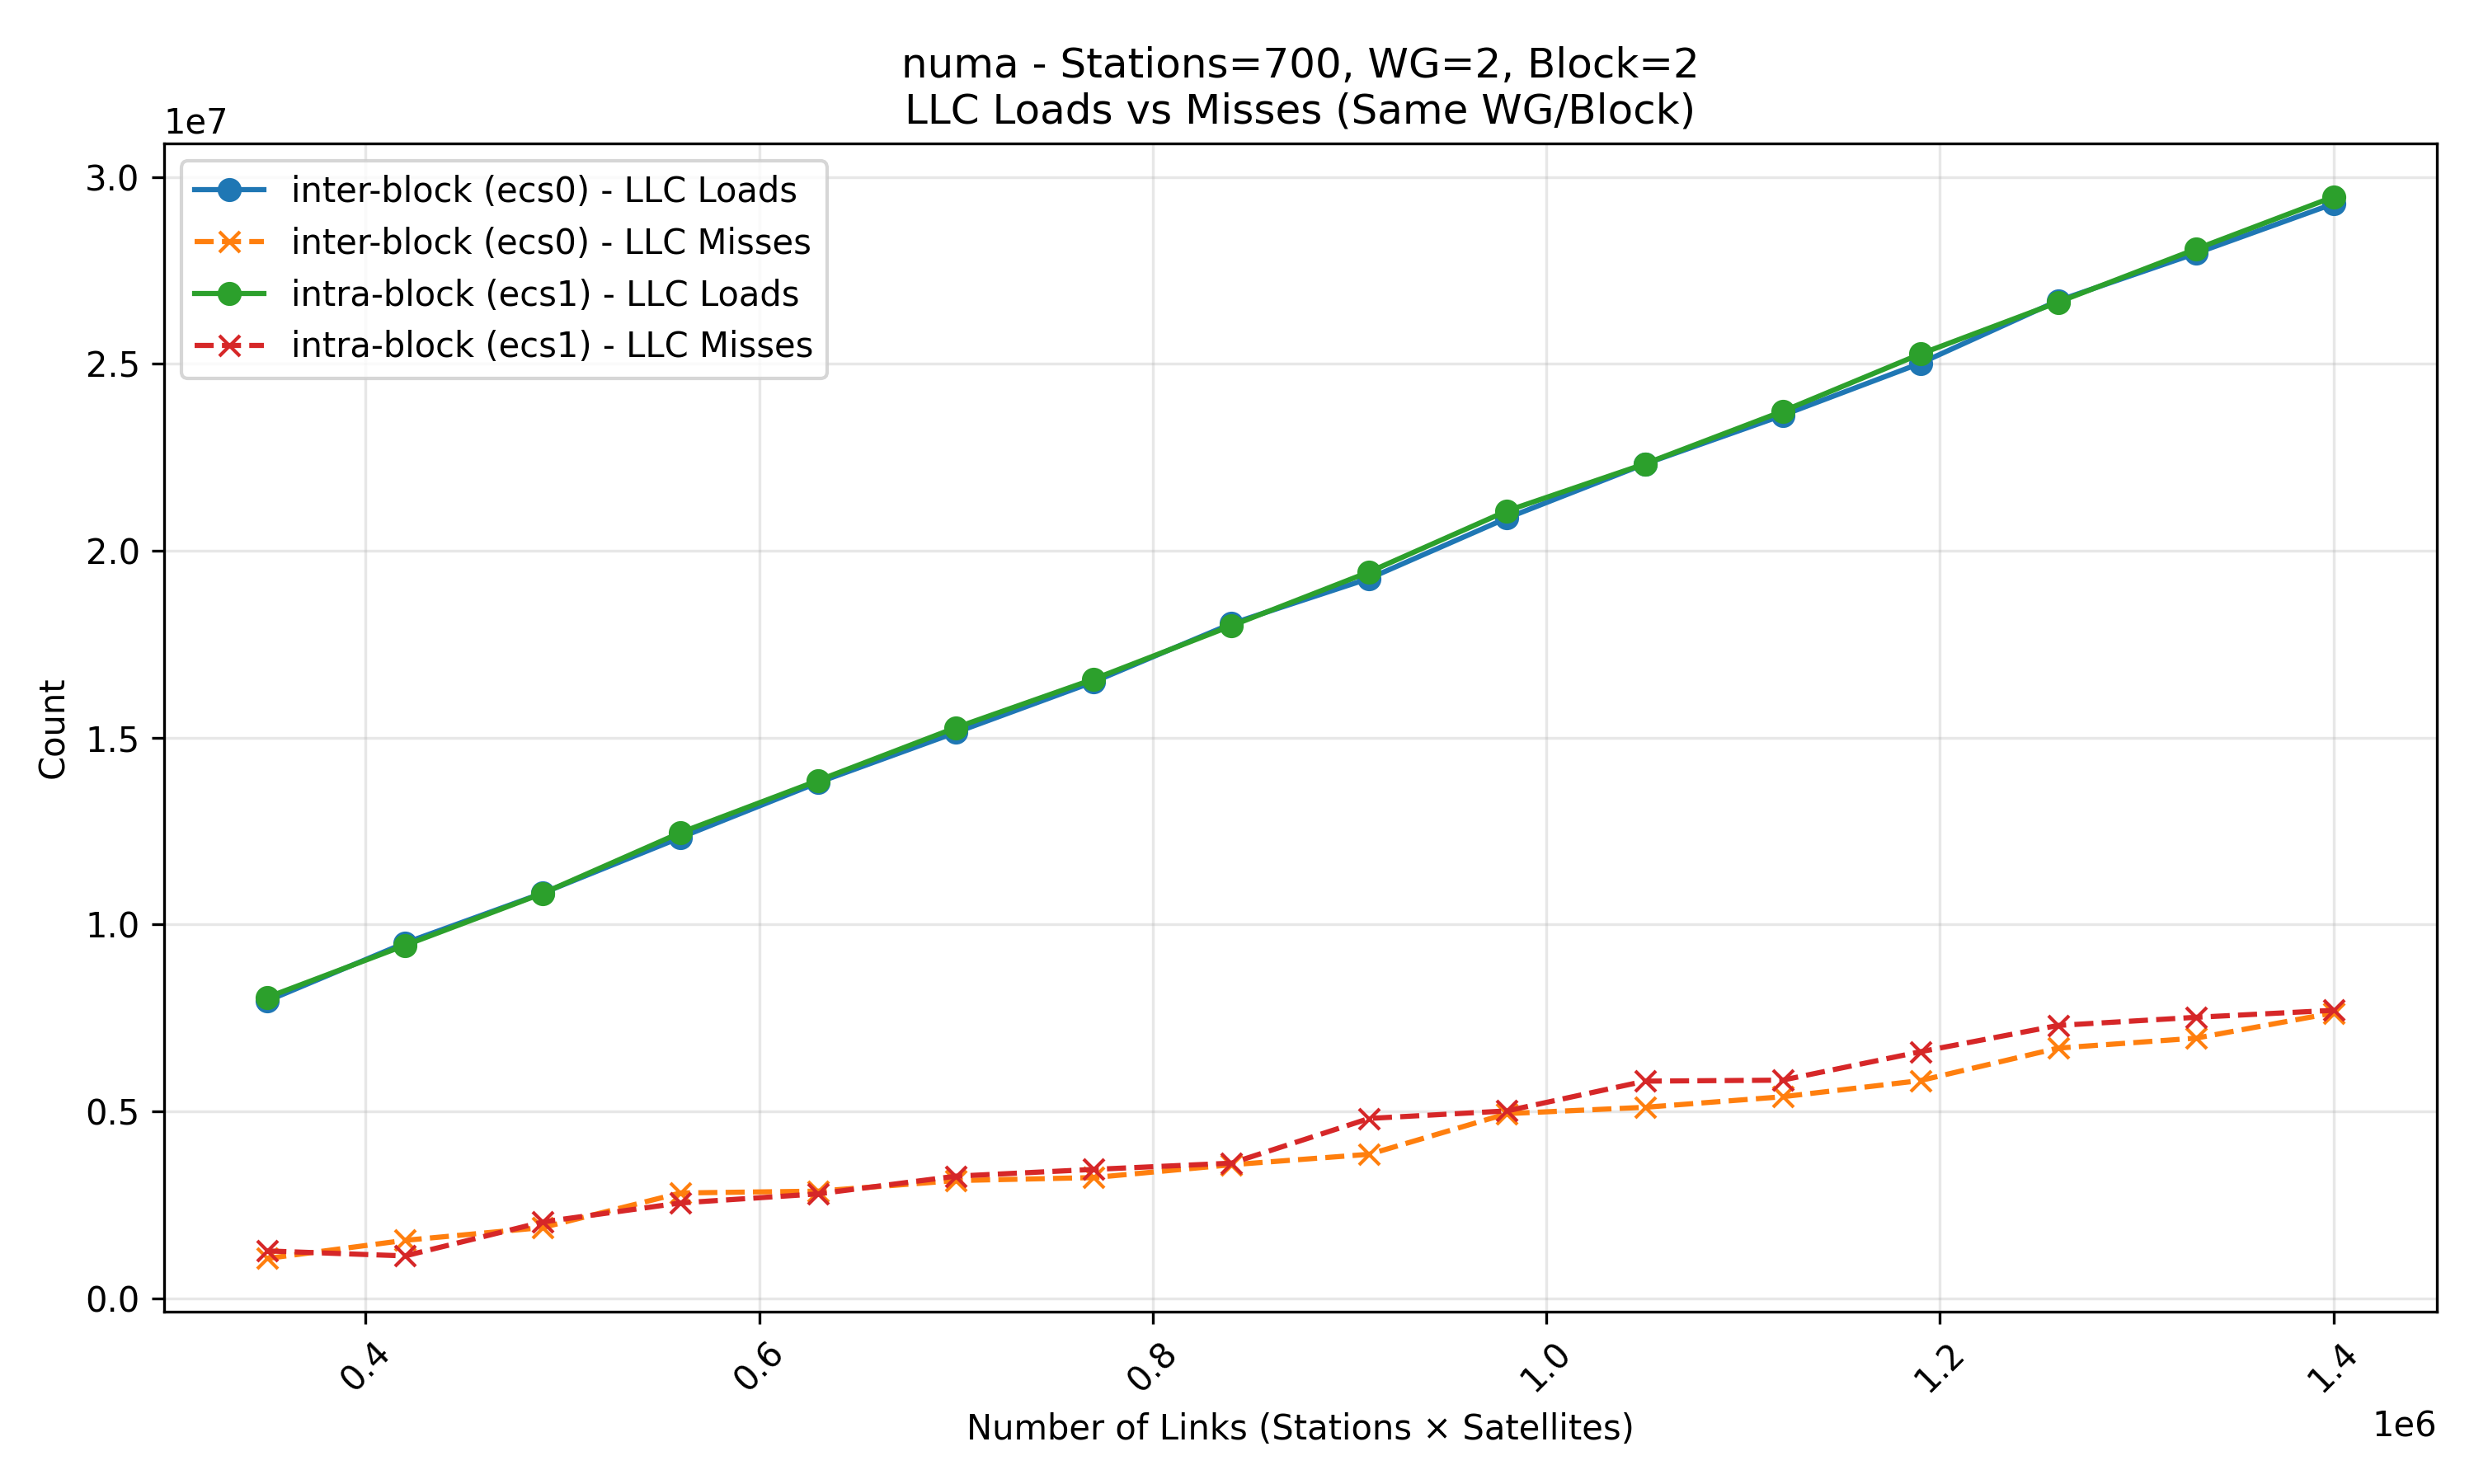 numa - Stations=700, WG=2, Block=2
LLC Loads vs Misses (Same WG/Block)
1e7
inter-block (ecs0) - LLC Loads
inter-block (ecs0) - LLC Misses
intra-block (ecs1) - LLC Loads
intra-block (ecs1) - LLC Misses
3.0
2.5
2.0
1.5
1.0
0.5
0.0
Count
0.4
0.6
0.8
1.0
1.2
1.4
1e6
Number of Links (Stations × Satellites)